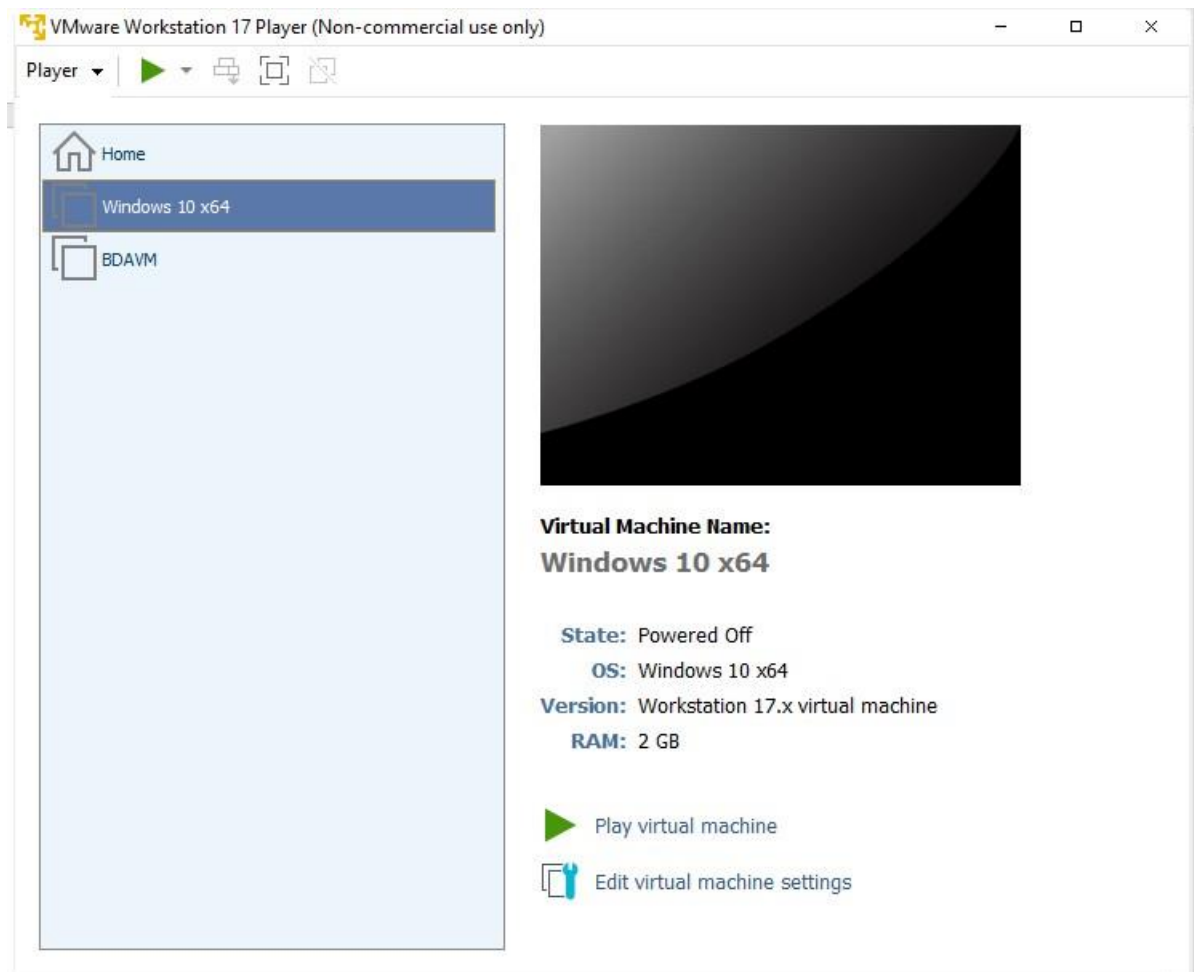 VMware Workstation 17 Player (Non-commercial use only)
Player
Home
Windows 10 x64
BDAVM
Virtual Machine Name:
Windows 10 x64
State: Powered Off
OS: Windows 10 x64
Version: Workstation 17.x virtual machine
RAM: 2 GB
Play virtual machine
Edit virtual machine settings